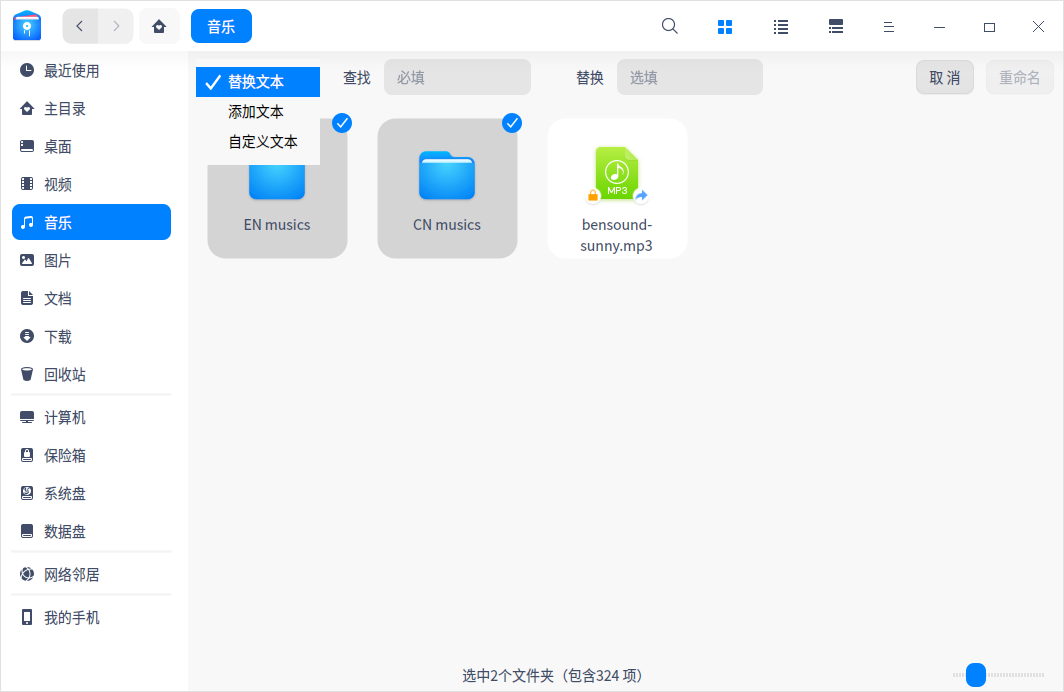 音乐
最近使用
主目录
桌面
视频
音乐
图片
文档
下载
回收站
计算机
保险箱
系统盘
数据盘
网络邻居
我的手机
替换文本
添加文本
自定义文本
查找
必填
替换
选填
取 消
重命名
EN musics
CN musics
MP3
bensound-
sunny.mp3
选中2个文件夹（包含324 项）